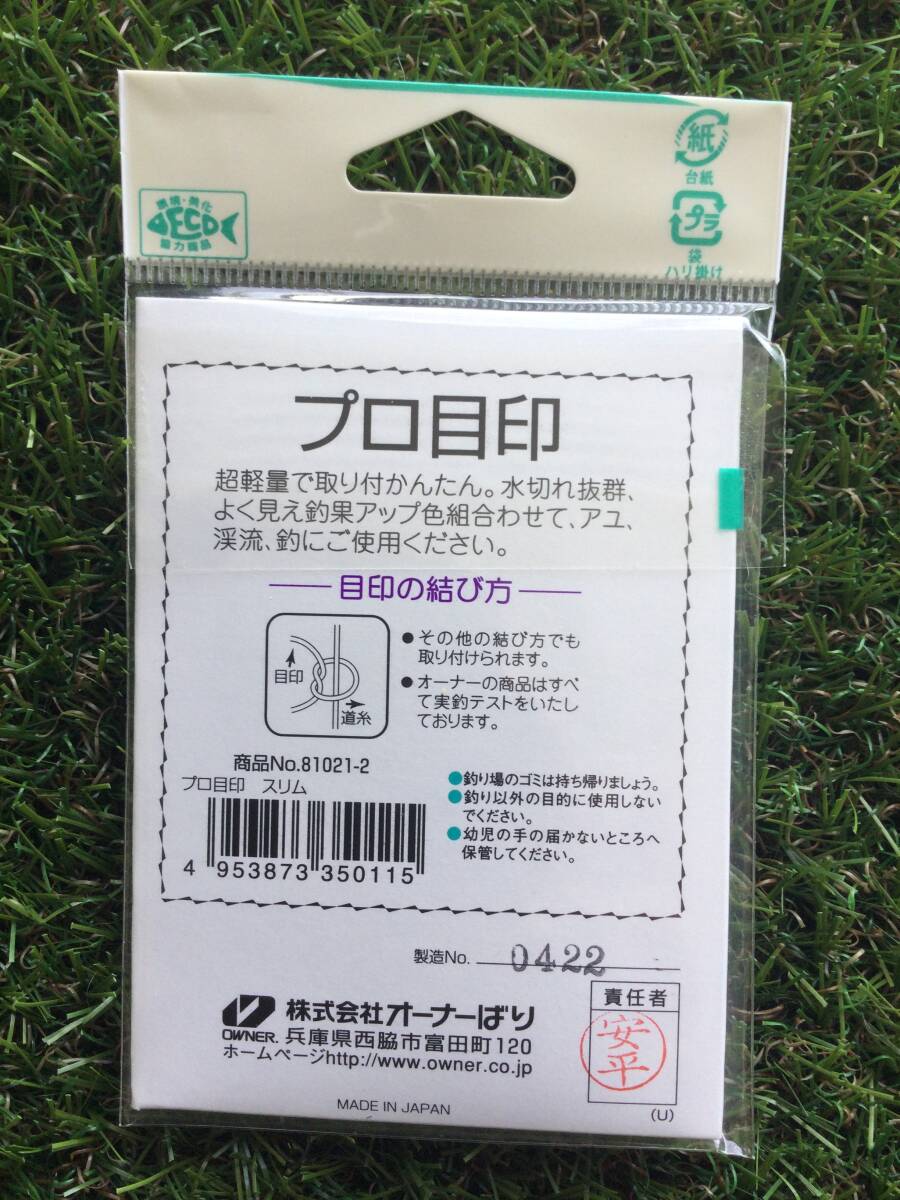 紙
台紙
プラ
袋
ハリ掛け
環境・美化
ECO
協力商品
プロ目印
超軽量で取り付かんたん。水切れ抜群、
よく見え釣果アップ色組合わせて、アユ、
渓流、釣にご使用ください。
目印の結び方
目印
道糸
●その他の結び方でも
取り付けられます。
●オーナーの商品はすべ
て実釣テストをいたし
ております。
商品No.81021-2
プロ目印 スリム
4 953873 350115
●釣り場のゴミは持ち帰りましょう。
●釣り以外の目的に使用しない
でください。
●幼児の手の届かないところへ
保管してください。
製造No. 0422
OWNER. 株式会社オーナーばり
兵庫県西脇市富田町120
ホームページhttp://www.owner.co.jp
責任者
安平
(U)
MADE IN JAPAN